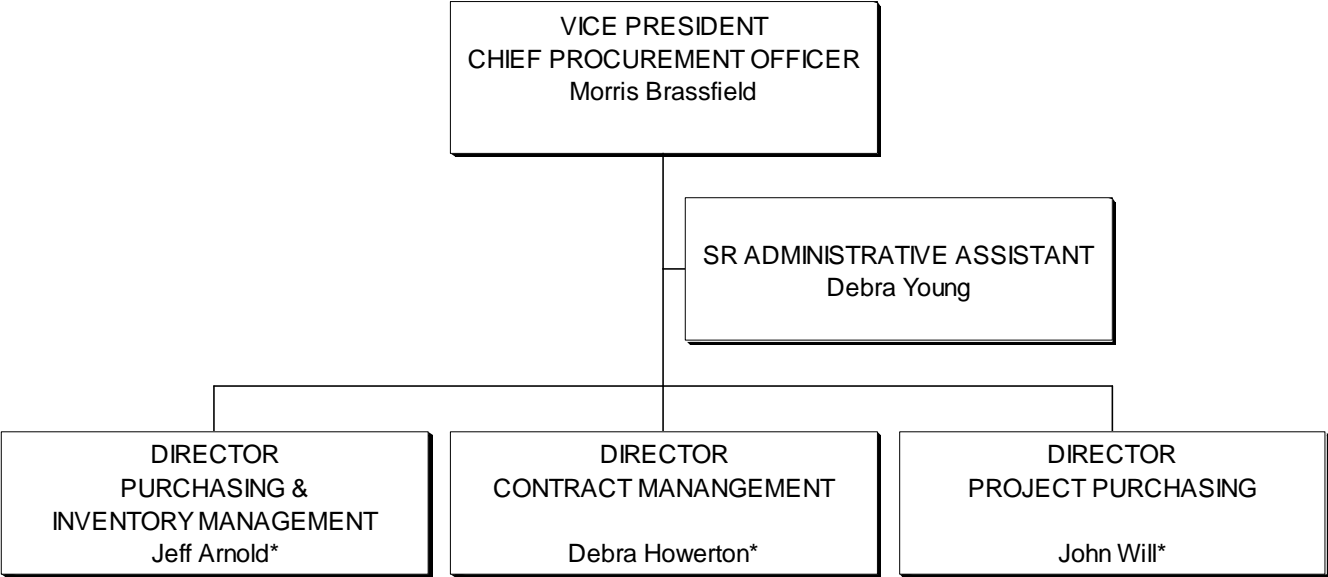 VICE PRESIDENT
CHIEF PROCUREMENT OFFICER
Morris Brassfield
SR ADMINISTRATIVE ASSISTANT
Debra Young
DIRECTOR
PURCHASING &
INVENTORY MANAGEMENT
Jeff Arnold*
DIRECTOR
CONTRACT MANANGEMENT
Debra Howerton*
DIRECTOR
PROJECT PURCHASING
John Will*